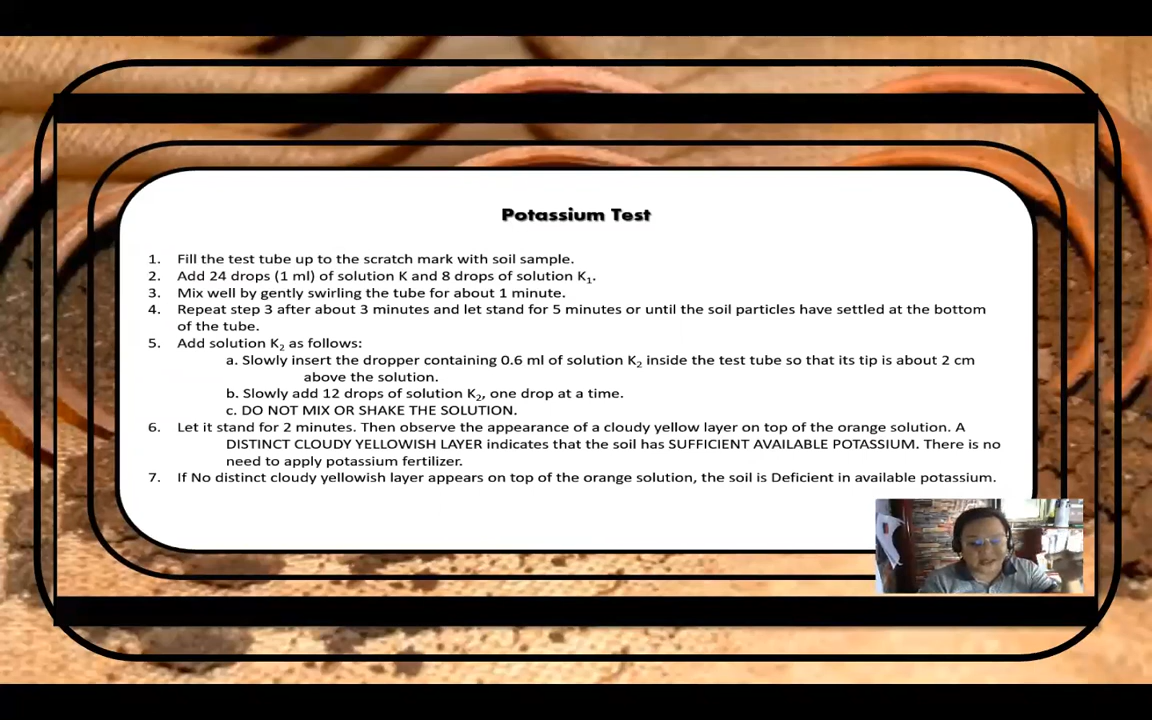 Potassium Test
1. Fill the test tube up to the scratch mark with soil sample.
2. Add 24 drops (1 ml) of solution K and 8 drops of solution K₁.
3. Mix well by gently swirling the tube for about 1 minute.
4. Repeat step 3 after about 3 minutes and let stand for 5 minutes or until the soil particles have settled at the bottom
of the tube.
5. Add solution K₂ as follows:
a. Slowly insert the dropper containing 0.6 ml of solution K₂ inside the test tube so that its tip is about 2 cm
above the solution.
b. Slowly add 12 drops of solution K₂, one drop at a time.
c. DO NOT MIX OR SHAKE THE SOLUTION.
6. Let it stand for 2 minutes. Then observe the appearance of a cloudy yellow layer on top of the orange solution. A
DISTINCT CLOUDY YELLOWISH LAYER indicates that the soil has SUFFICIENT AVAILABLE POTASSIUM. There is no
need to apply potassium fertilizer.
7. If No distinct cloudy yellowish layer appears on top of the orange solution, the soil is Deficient in available potassium.